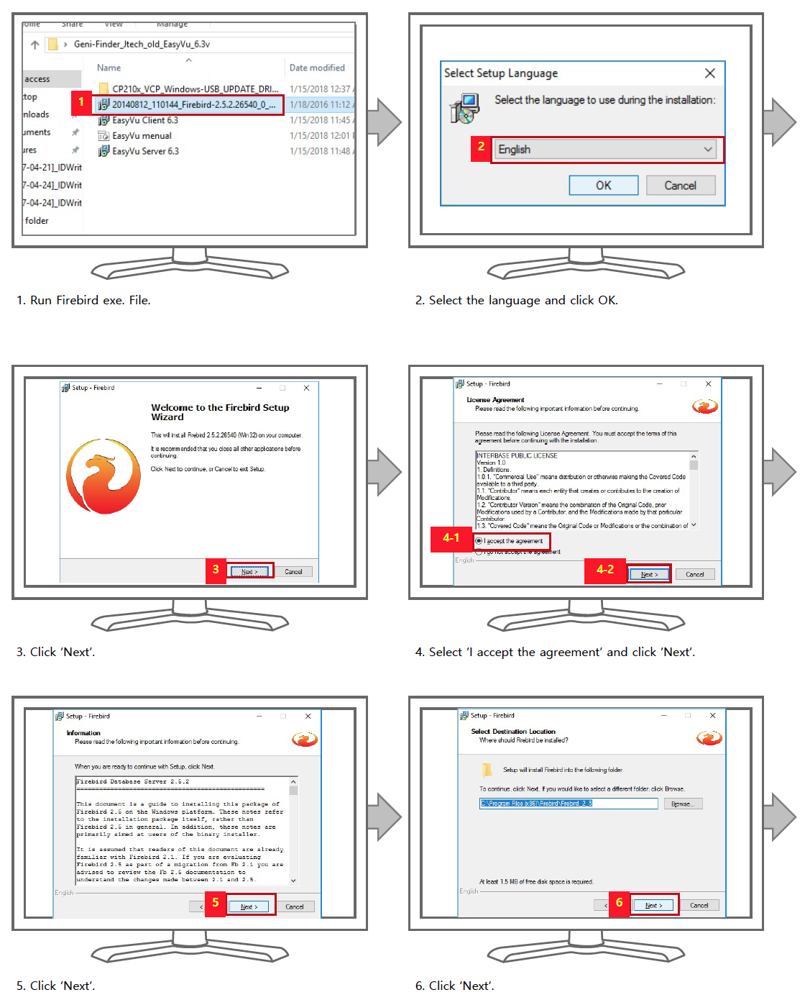 Home Share View Manage
Geni-Finder_Jtech_old_EasyVu_6.3v
Name Date modified
access
ktop
nloads
uments
ures
7-04-21]_IDWrit
7-04-24]_IDWrit
7-04-24]_IDWrit
folder
CP210x_VCP_Windows-USB_UPDATE_DRI... 1/15/2018 12:37
1 20140812_110144_Firebird-2.5.2.26540_0_... 1/18/2016 11:12
EasyVu Client 6.3 1/15/2018 11:45
EasyVu menual 1/15/2018 12:01
EasyVu Server 6.3 1/15/2018 11:48
1. Run Firebird exe. File.
Select Setup Language
Select the language to use during the installation:
2 English
OK Cancel
2. Select the language and click OK.
Setup - Firebird
Welcome to the Firebird Setup
Wizard
This will install Firebird 2.5.2.26540 (Win32) on your computer.
It is recommended that you close all other applications before
continuing.
Click Next to continue, or Cancel to exit Setup.
3 Next > Cancel
3. Click ‘Next’.
Setup - Firebird
License Agreement
Please read the following important information before continuing.
Please read the following License Agreement. You must accept the terms of this
agreement before continuing with the installation.
INTERBASE PUBLIC LICENSE
Version 1.0
1. Definitions.
1.0.1. "Commercial Use" means distribution or otherwise making the Covered Code
available to a third party.
1.1. "Contributor" means each entity that creates or contributes to the creation of
Modifications.
1.2. "Contributor Version" means the combination of the Original Code, prior
Modifications used by a Contributor, and the Modifications made by that particular
Contributor.
1.3. "Covered Code" means the Original Code or Modifications or the combination of
4-1 I accept the agreement
I do not accept the agreement
English
4-2 Next > Cancel
4. Select ‘I accept the agreement’ and click ‘Next’.
Setup - Firebird
Information
Please read the following important information before continuing.
When you are ready to continue with Setup, click Next.
Firebird Database Server 2.5.2
==================================================
This document is a guide to installing this package of
Firebird 2.5 on the Windows platform. These notes refer
to the installation package itself, rather than
Firebird 2.5 in general. In addition, these notes are
primarily aimed at users of the binary installer.
It is assumed that readers of this document are already
familiar with Firebird 2.1. If you are evaluating
Firebird 2.5 as part of a migration from Fb 2.1 you are
advised to review the Fb 2.5 documentation to
understand the changes made between 2.1 and 2.5.
English
< 5 Next > Cancel
5. Click ‘Next’.
Setup - Firebird
Select Destination Location
Where should Firebird be installed?
Setup will install Firebird into the following folder.
To continue, click Next. If you would like to select a different folder, click Browse.
C:\Program Files (x86)\Firebird\Firebird_2_5 Browse...
At least 1.5 MB of free disk space is required.
English
< 6 Next > Cancel
6. Click ‘Next’.